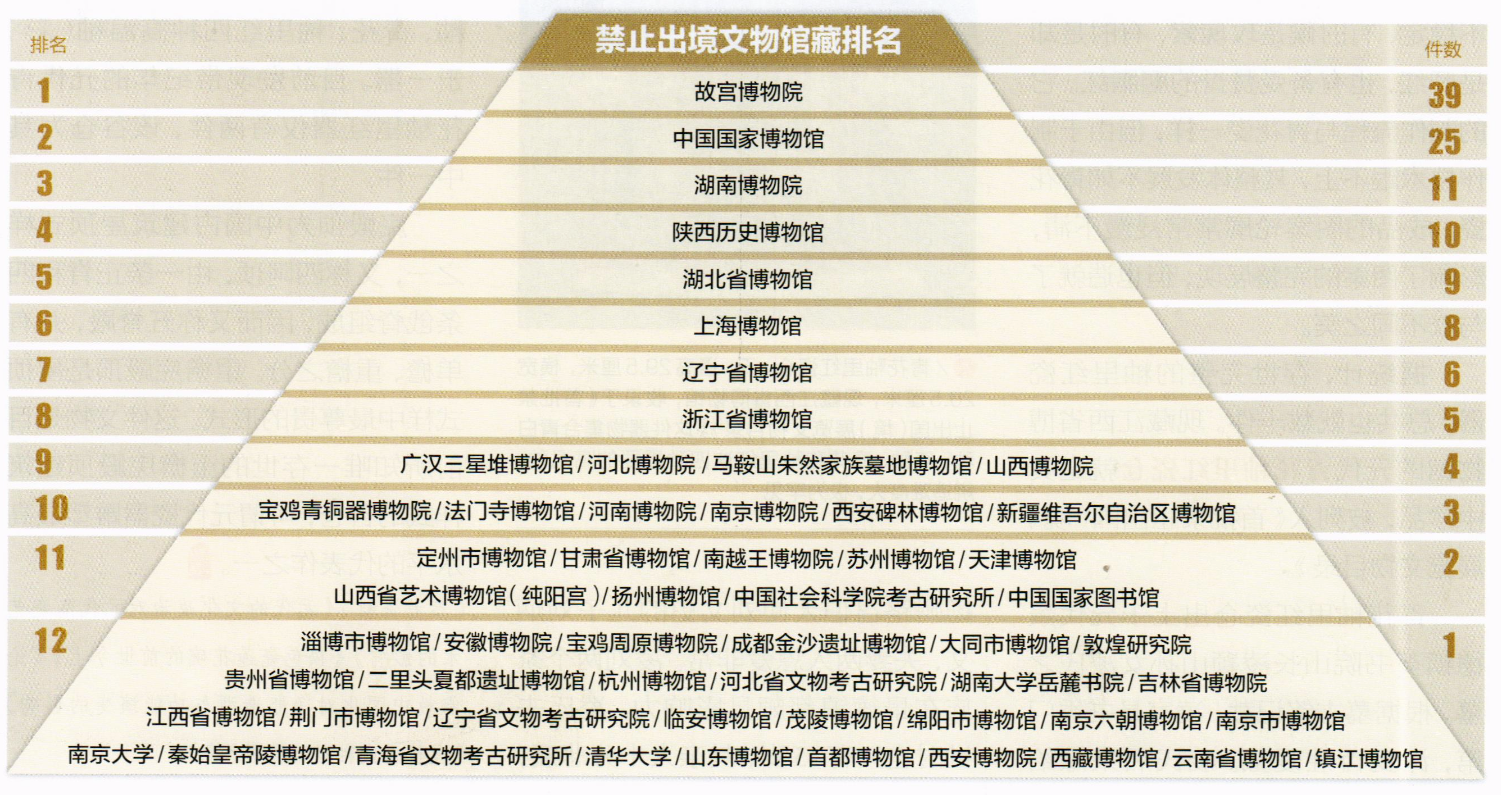 禁止出境文物馆藏排名
排名 件数
1 故宫博物院 39
2 中国国家博物馆 25
3 湖南博物院 11
4 陕西历史博物馆 10
5 湖北省博物馆 9
6 上海博物馆 8
7 辽宁省博物馆 6
8 浙江省博物馆 5
9 广汉三星堆博物馆/河北博物院/马鞍山朱然家族墓地博物馆/山西博物院 4
10 宝鸡青铜器博物院/法门寺博物馆/河南博物院/南京博物院/西安碑林博物馆/新疆维吾尔自治区博物馆 3
11 定州市博物馆/甘肃省博物馆/南越王博物院/苏州博物馆/天津博物馆 2
山西省艺术博物馆(纯阳宫)/扬州博物馆/中国社会科学院考古研究所/中国国家图书馆
12 淄博市博物馆/安徽博物院/宝鸡周原博物院/成都金沙遗址博物馆/大同市博物馆/敦煌研究院 1
贵州省博物馆/二里头夏都遗址博物馆/杭州博物馆/河北省文物考古研究院/湖南大学岳麓书院/吉林省博物院
江西省博物馆/荆门市博物馆/辽宁省文物考古研究院/临安博物馆/茂陵博物馆/绵阳市博物馆/南京六朝博物馆/南京市博物馆
南京大学/秦始皇帝陵博物院/青海省文物考古研究所/清华大学/山东博物馆/首都博物馆/西安博物院/西藏博物馆/云南省博物馆/镇江博物馆